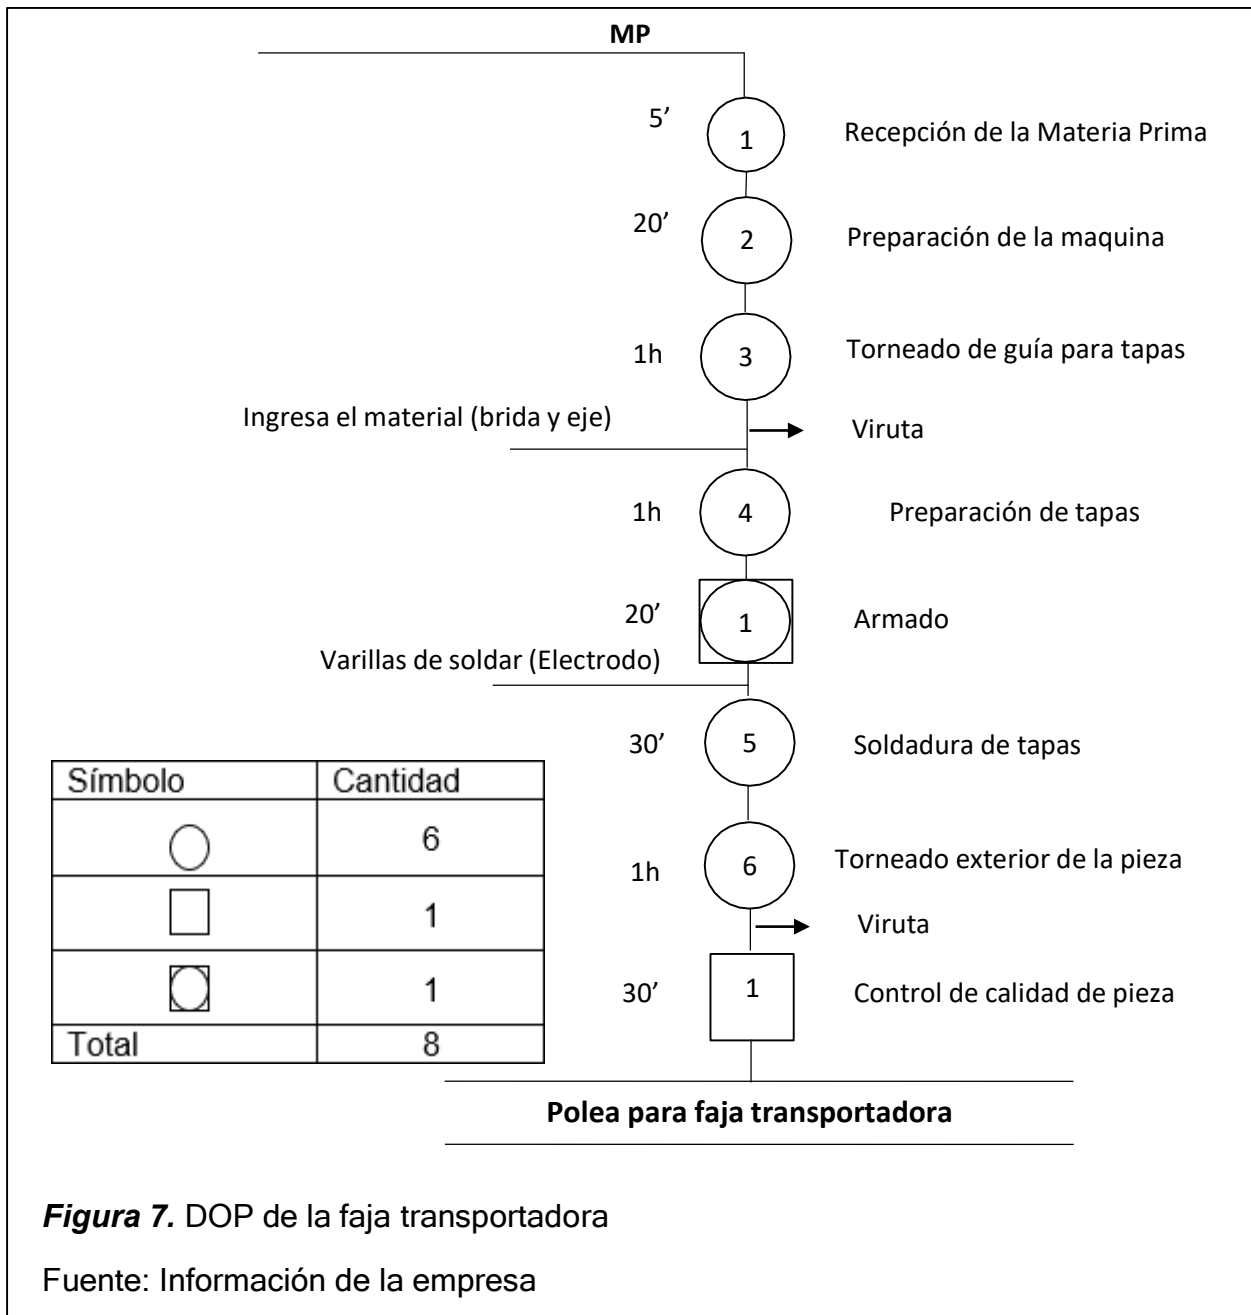 MP
5’
1
Recepción de la Materia Prima
20’
2
Preparación de la maquina
1h
3
Torneado de guía para tapas
Ingresa el material (brida y eje)
Viruta
1h
4
Preparación de tapas
20’
1
Armado
Varillas de soldar (Electrodo)
30’
5
Soldadura de tapas
1h
6
Torneado exterior de la pieza
Viruta
30’
1
Control de calidad de pieza
Símbolo Cantidad
6
1
1
Total 8
Polea para faja transportadora
Figura 7. DOP de la faja transportadora
Fuente: Información de la empresa